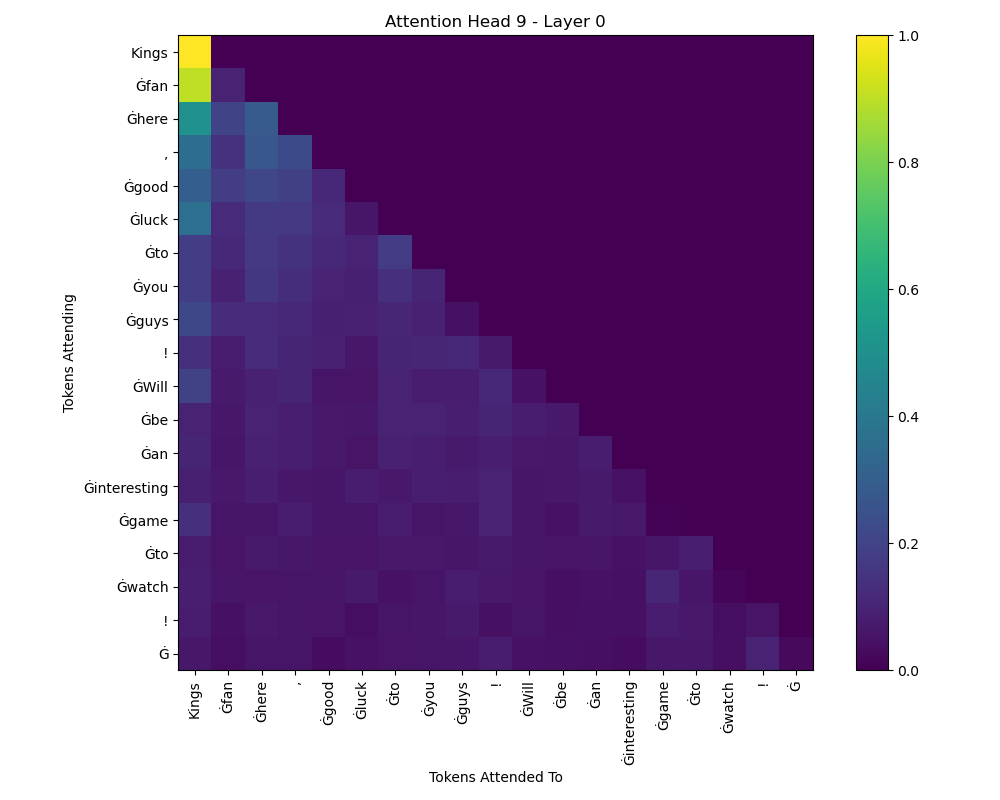 Attention Head 9 - Layer 0
Tokens Attending
Kings
Ġfan
Ġhere
,
Ġgood
Ġluck
Ġto
Ġyou
Ġguys
!
ĠWill
Ġbe
Ġan
Ġinteresting
Ġgame
Ġto
Ġwatch
!
Ġ
Kings
Ġfan
Ġhere
,
Ġgood
Ġluck
Ġto
Ġyou
Ġguys
!
ĠWill
Ġbe
Ġan
Ġinteresting
Ġgame
Ġto
Ġwatch
!
Ġ
Tokens Attended To
1.0
0.8
0.6
0.4
0.2
0.0